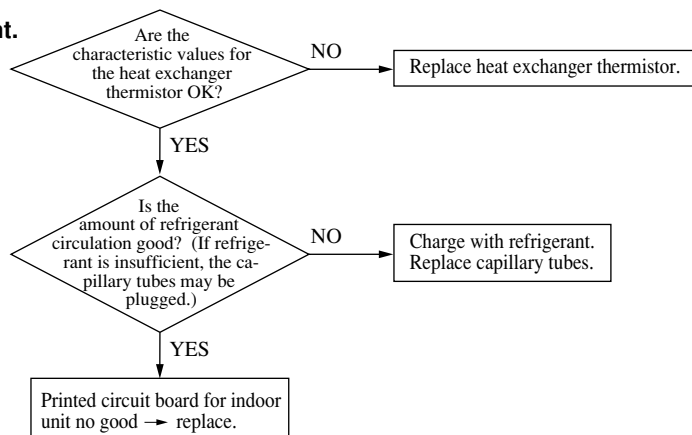 nt.
Are the
characteristic values for
the heat exchanger
thermistor OK?
NO
Replace heat exchanger thermistor.
YES
Is the
amount of refrigerant
circulation good? (If refrige-
rant is insufficient, the ca-
pillary tubes may be
plugged.)
NO
Charge with refrigerant.
Replace capillary tubes.
YES
Printed circuit board for indoor
unit no good → replace.